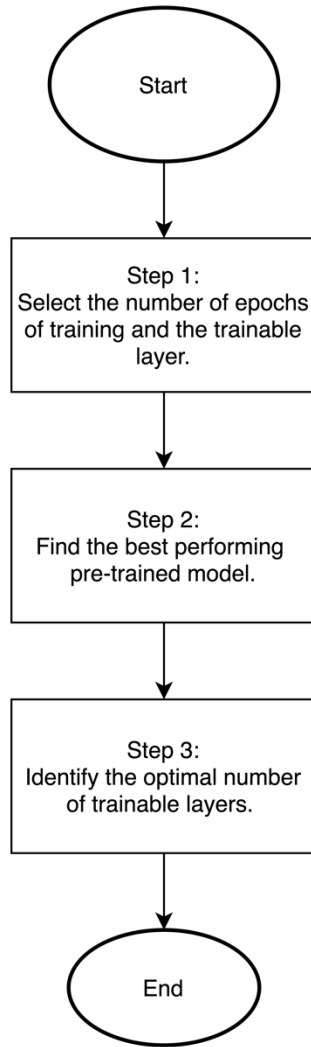 Start
Step 1:
Select the number of epochs
of training and the trainable
layer.
Step 2:
Find the best performing
pre-trained model.
Step 3:
Identify the optimal number
of trainable layers.
End